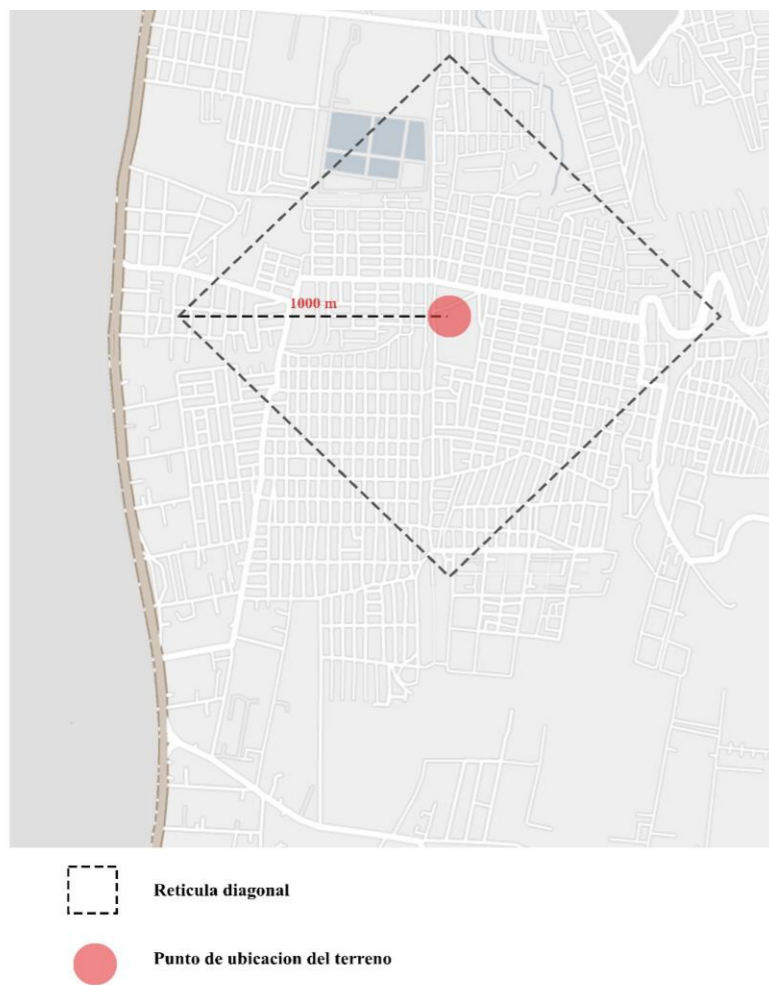 1000 m
Reticula diagonal
Punto de ubicacion del terreno